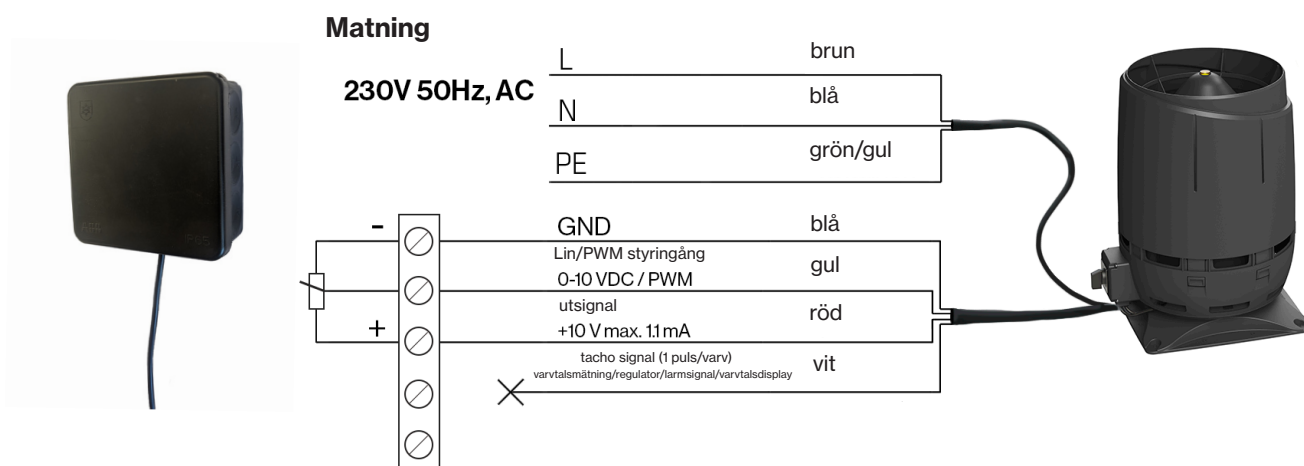 Matning
230V 50Hz, AC
L
brun
N
blå
PE
grön/gul
-
GND
blå
Lin/PWM styringång
0-10 VDC / PWM
gul
utsignal
+10 V max. 1.1 mA
röd
+
tacho signal (1 puls/varv)
varvtalsmätning/regulator/larmsignal/varvtalsdisplay
vit